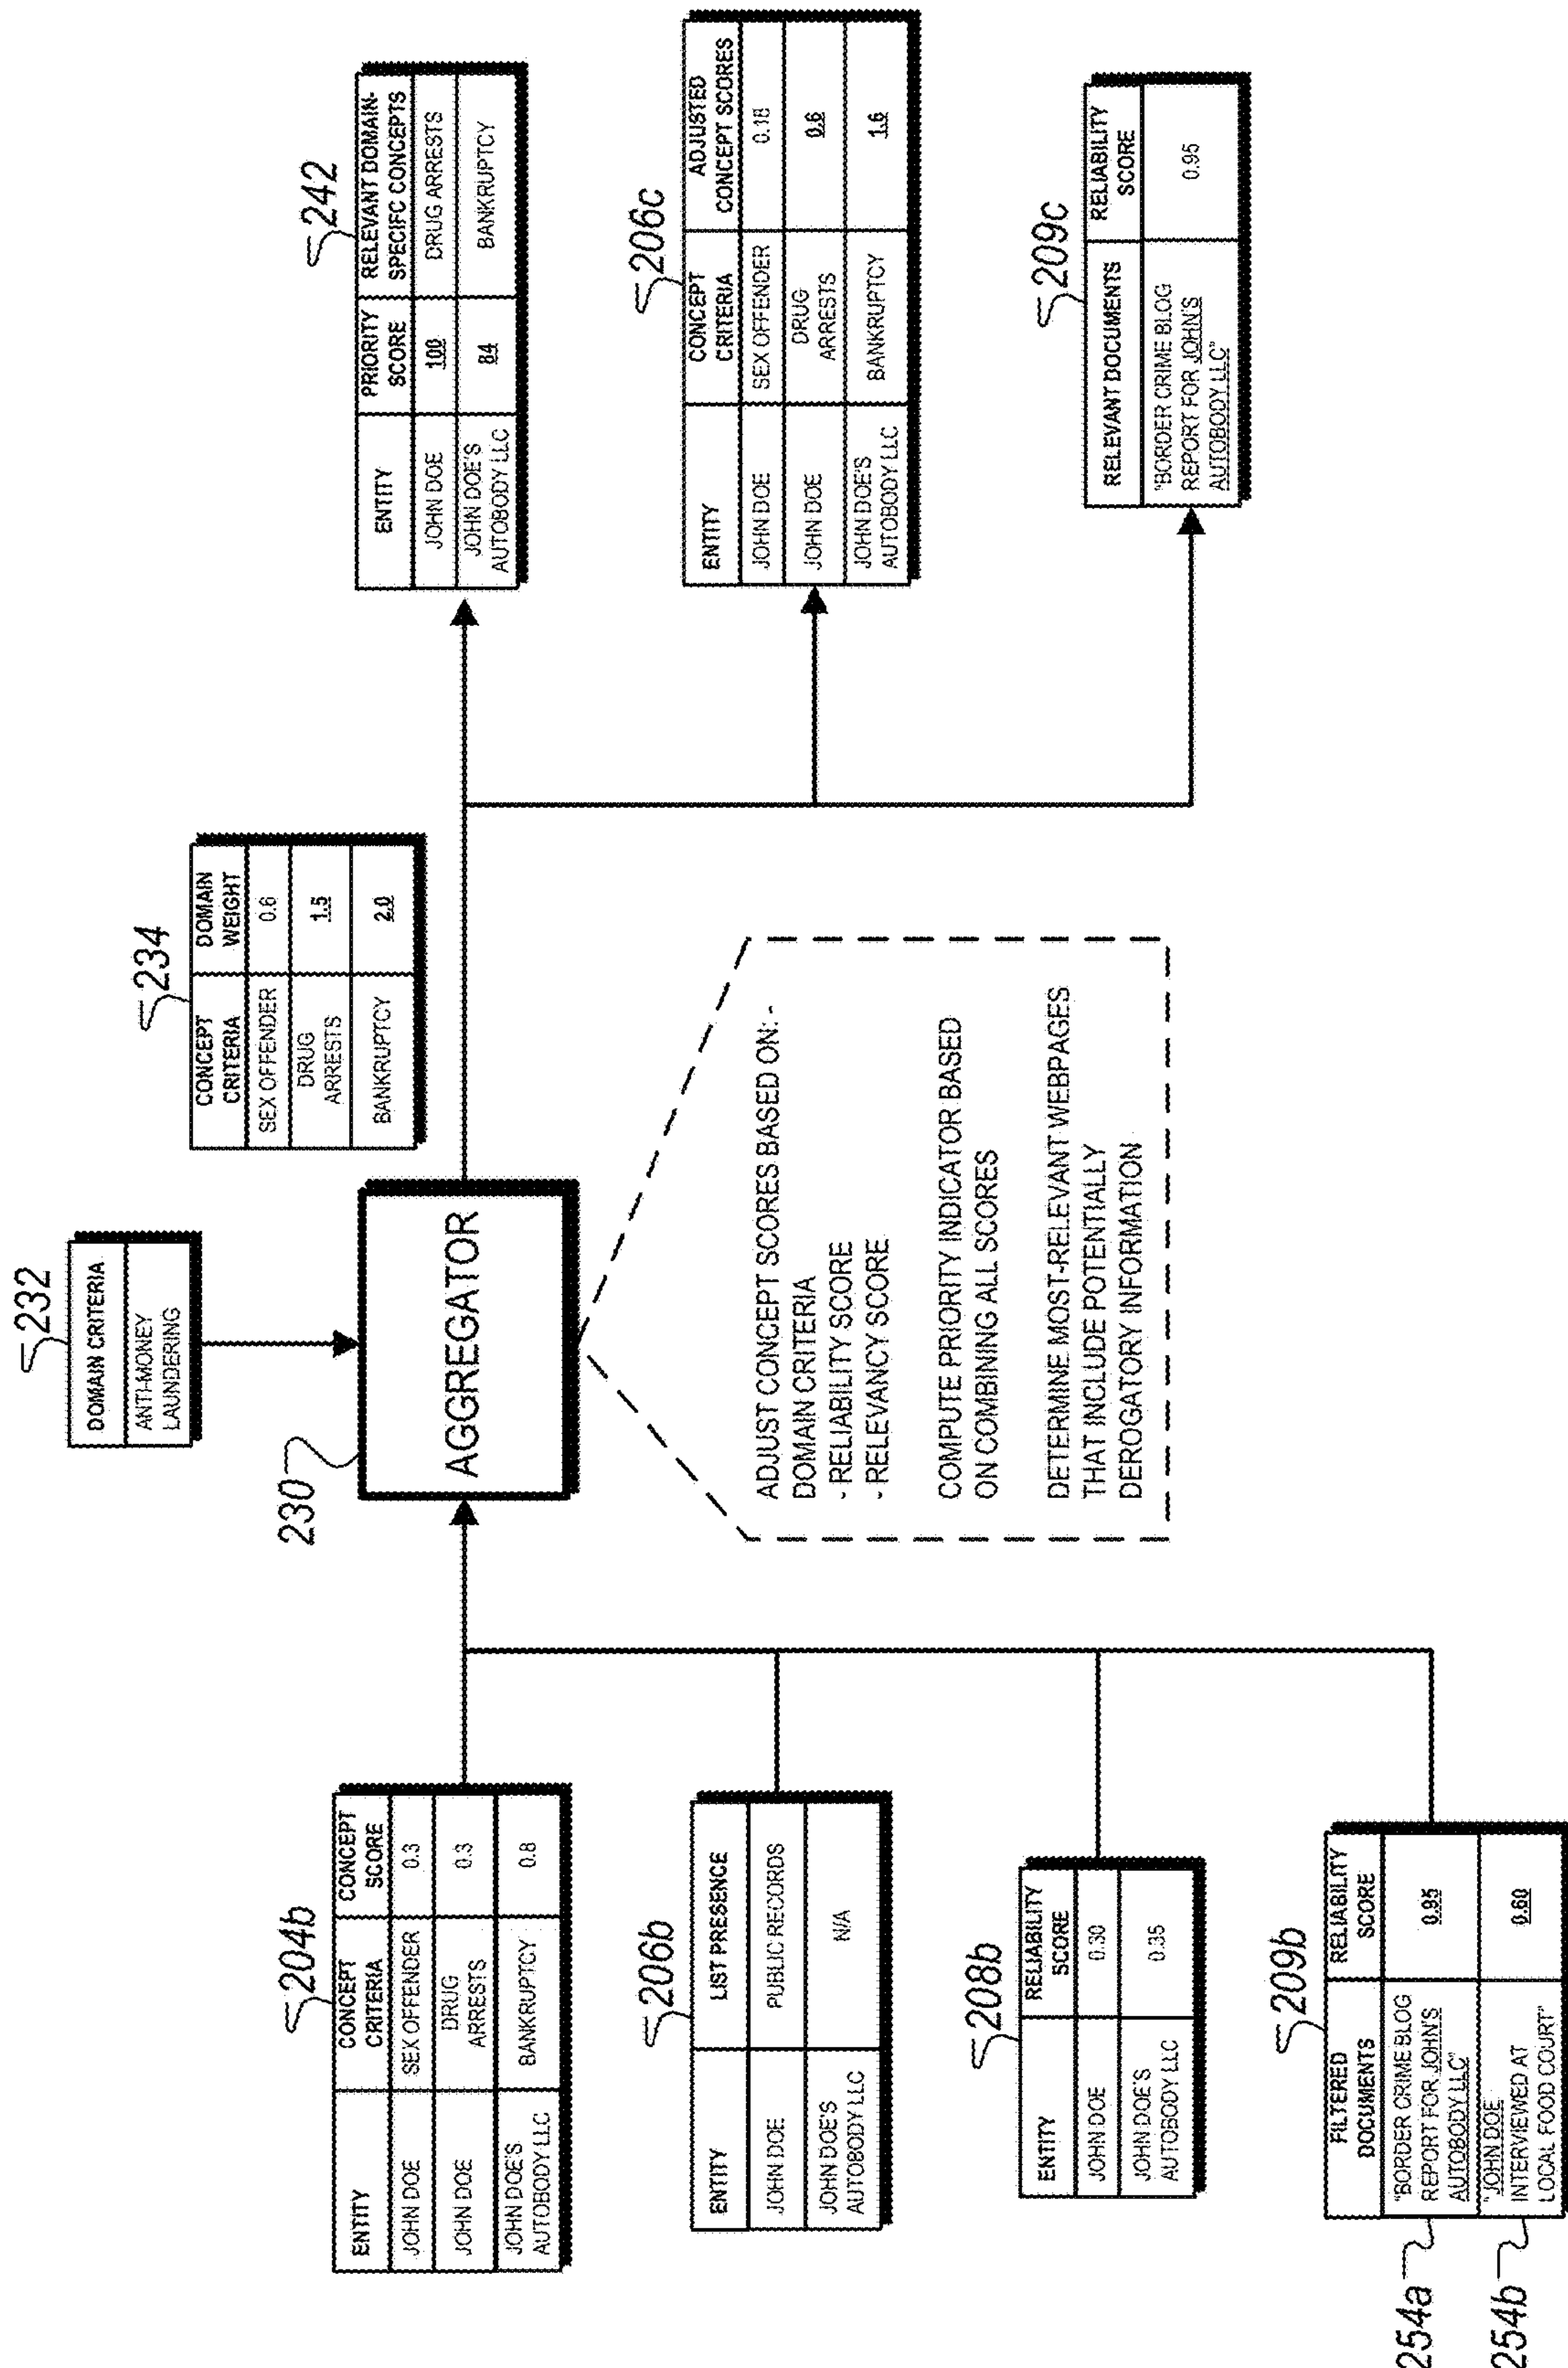 232
DOMAIN CRITERIA
ANTI-MONEY
LAUNDERING
230
AGGREGATOR
234
CONCEPT
CRITERIA
DOMAIN
WEIGHT
SEX OFFENDER
0.6
DRUG
ARRESTS
1.5
BANKRUPTCY
2.0
204b
ENTITY
CONCEPT
CRITERIA
CONCEPT
SCORE
JOHN DOE
SEX OFFENDER
0.3
JOHN DOE
DRUG
ARRESTS
0.3
JOHN DOE'S
AUTOBODY LLC
BANKRUPTCY
0.8
206b
ENTITY
LIST PRESENCE
JOHN DOE
PUBLIC RECORDS
JOHN DOE'S
AUTOBODY LLC
N/A
208b
ENTITY
RELIABILITY
SCORE
JOHN DOE
0.30
JOHN DOE'S
AUTOBODY LLC
0.35
209b
FILTERED
DOCUMENTS
RELIABILITY
SCORE
254a
"BORDER CRIME BLOG
REPORT FOR JOHN'S
AUTOBODY LLC"
0.95
254b
"JOHN DOE
INTERVIEWED AT
LOCAL FOOD COURT"
0.60
ADJUST CONCEPT SCORES BASED ON: -
DOMAIN CRITERIA
- RELIABILITY SCORE
- RELEVANCY SCORE
COMPUTE PRIORITY INDICATOR BASED
ON COMBINING ALL SCORES
DETERMINE MOST-RELEVANT WEBPAGES
THAT INCLUDE POTENTIALLY
DEROGATORY INFORMATION
242
ENTITY
PRIORITY
SCORE
RELEVANT DOMAIN-
SPECIFC CONCEPTS
JOHN DOE
100
DRUG ARRESTS
JOHN DOE'S
AUTOBODY LLC
84
BANKRUPTCY
206c
ENTITY
CONCEPT
CRITERIA
ADJUSTED
CONCEPT SCORES
JOHN DOE
SEX OFFENDER
0.18
JOHN DOE
DRUG
ARRESTS
0.6
JOHN DOE'S
AUTOBODY LLC
BANKRUPTCY
1.6
209c
RELEVANT DOCUMENTS
RELIABILITY
SCORE
"BORDER CRIME BLOG
REPORT FOR JOHN'S
AUTOBODY LLC"
0.95